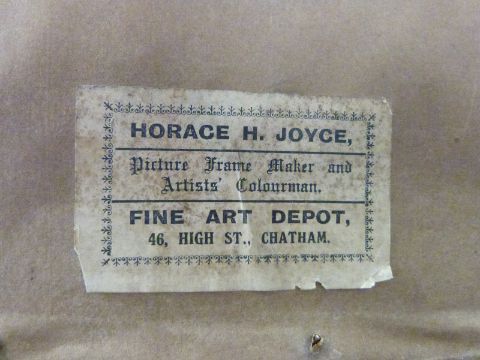 HORACE H. JOYCE,
Picture Frame Maker and
Artists' Colourman.
FINE ART DEPOT,
46, HIGH ST., CHATHAM.